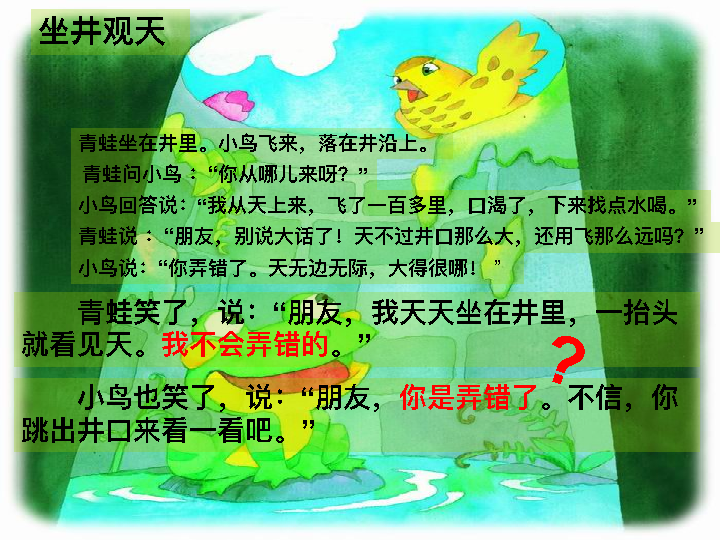 坐井观天
青蛙坐在井里。小鸟飞来，落在井沿上。
青蛙问小鸟：“你从哪儿来呀？”
小鸟回答说：“我从天上来，飞了一百多里，口渴了，下来找点水喝。”
青蛙说：“朋友，别说大话了！天不过井口那么大，还用飞那么远吗？”
小鸟说：“你弄错了。天无边无际，大得很哪！”
青蛙笑了，说：“朋友，我天天坐在井里，一抬头
就看见天。我不会弄错的。”
?
小鸟也笑了，说：“朋友，你是弄错了。不信，你
跳出井口来看一看吧。”